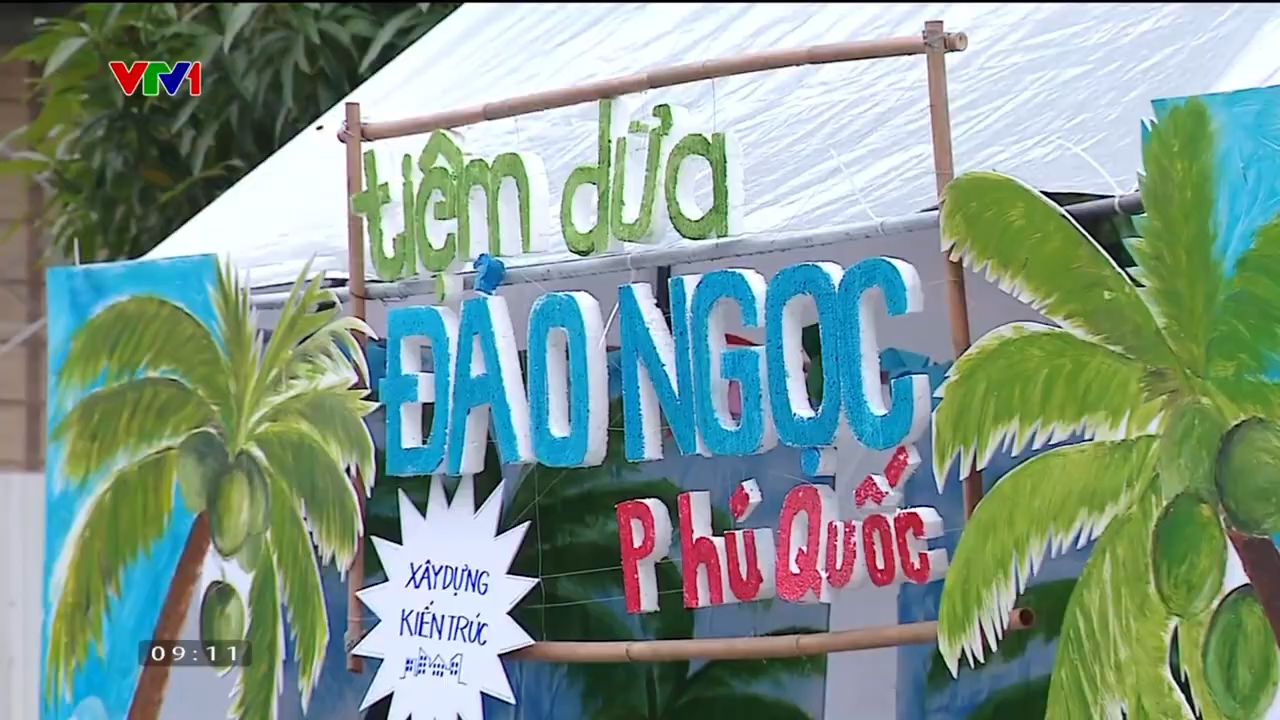 VTV1
tiệm dừa
ĐẢO NGỌC
Phú Quốc
XÂY DỰNG
KIẾN TRÚC
09:11